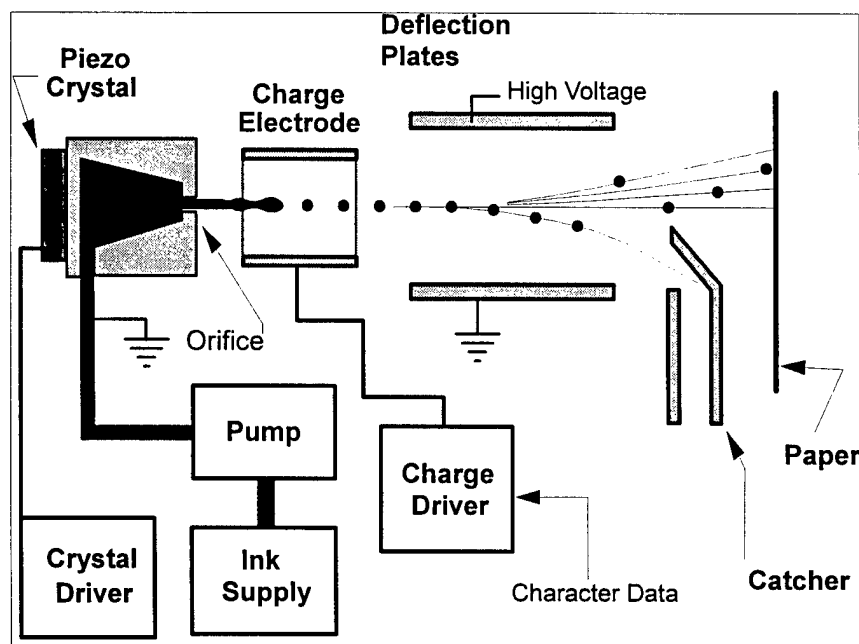 Deflection
Plates
Piezo
Crystal
Charge
Electrode
High Voltage
Orifice
Pump
Charge
Driver
Paper
Crystal
Driver
Ink
Supply
Character Data
Catcher